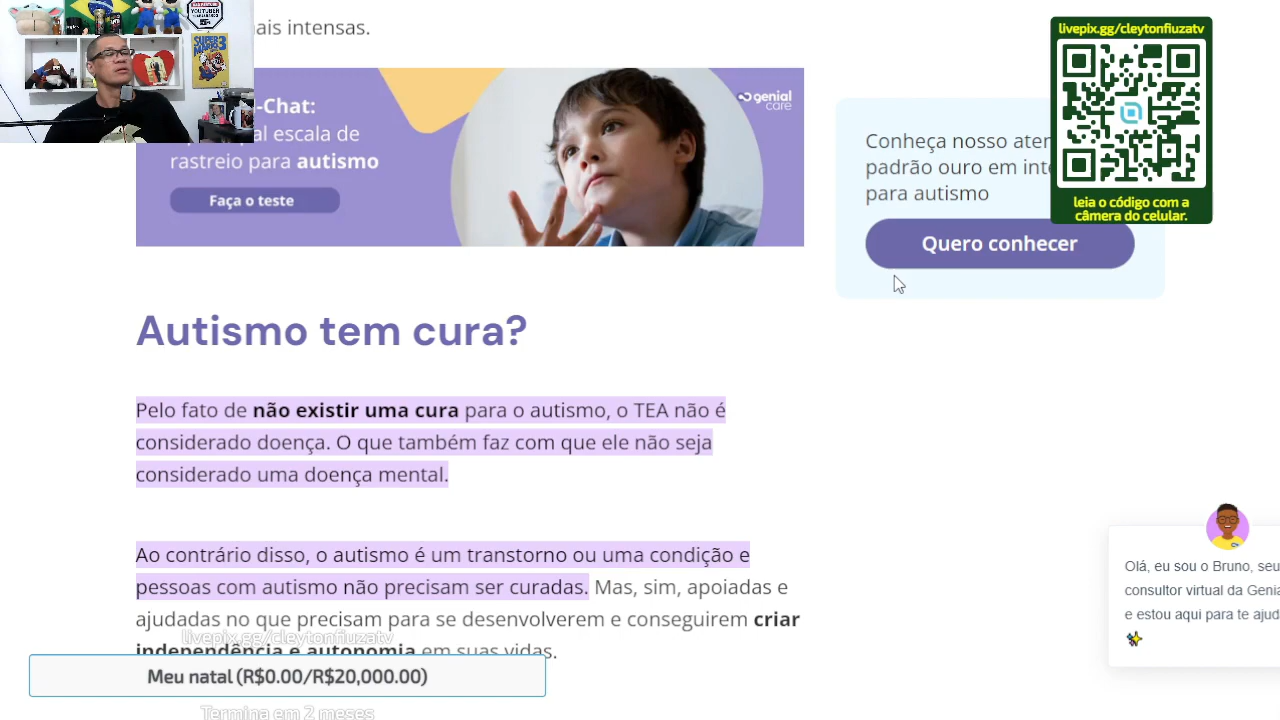 YOUTUBER
SUPER
MARIO 3
ais intensas.
-Chat:
al escala de
rastreio para autismo
Faça o teste
genial
care
Conheça nosso aten
padrão ouro em inte
para autismo
Quero conhecer
livepix.gg/cleytonfiuzatv
leia o código com a
câmera do celular.
Autismo tem cura?
Pelo fato de não existir uma cura para o autismo, o TEA não é
considerado doença. O que também faz com que ele não seja
considerado uma doença mental.
Ao contrário disso, o autismo é um transtorno ou uma condição e
pessoas com autismo não precisam ser curadas. Mas, sim, apoiadas e
ajudadas no que precisam para se desenvolverem e conseguirem criar
independência e autonomia em suas vidas.
livepix.gg/cleytonfiuzatv
Meu natal (R$0.00/R$20,000.00)
Termina em 2 meses
Olá, eu sou o Bruno, seu
consultor virtual da Genia
e estou aqui para te ajud